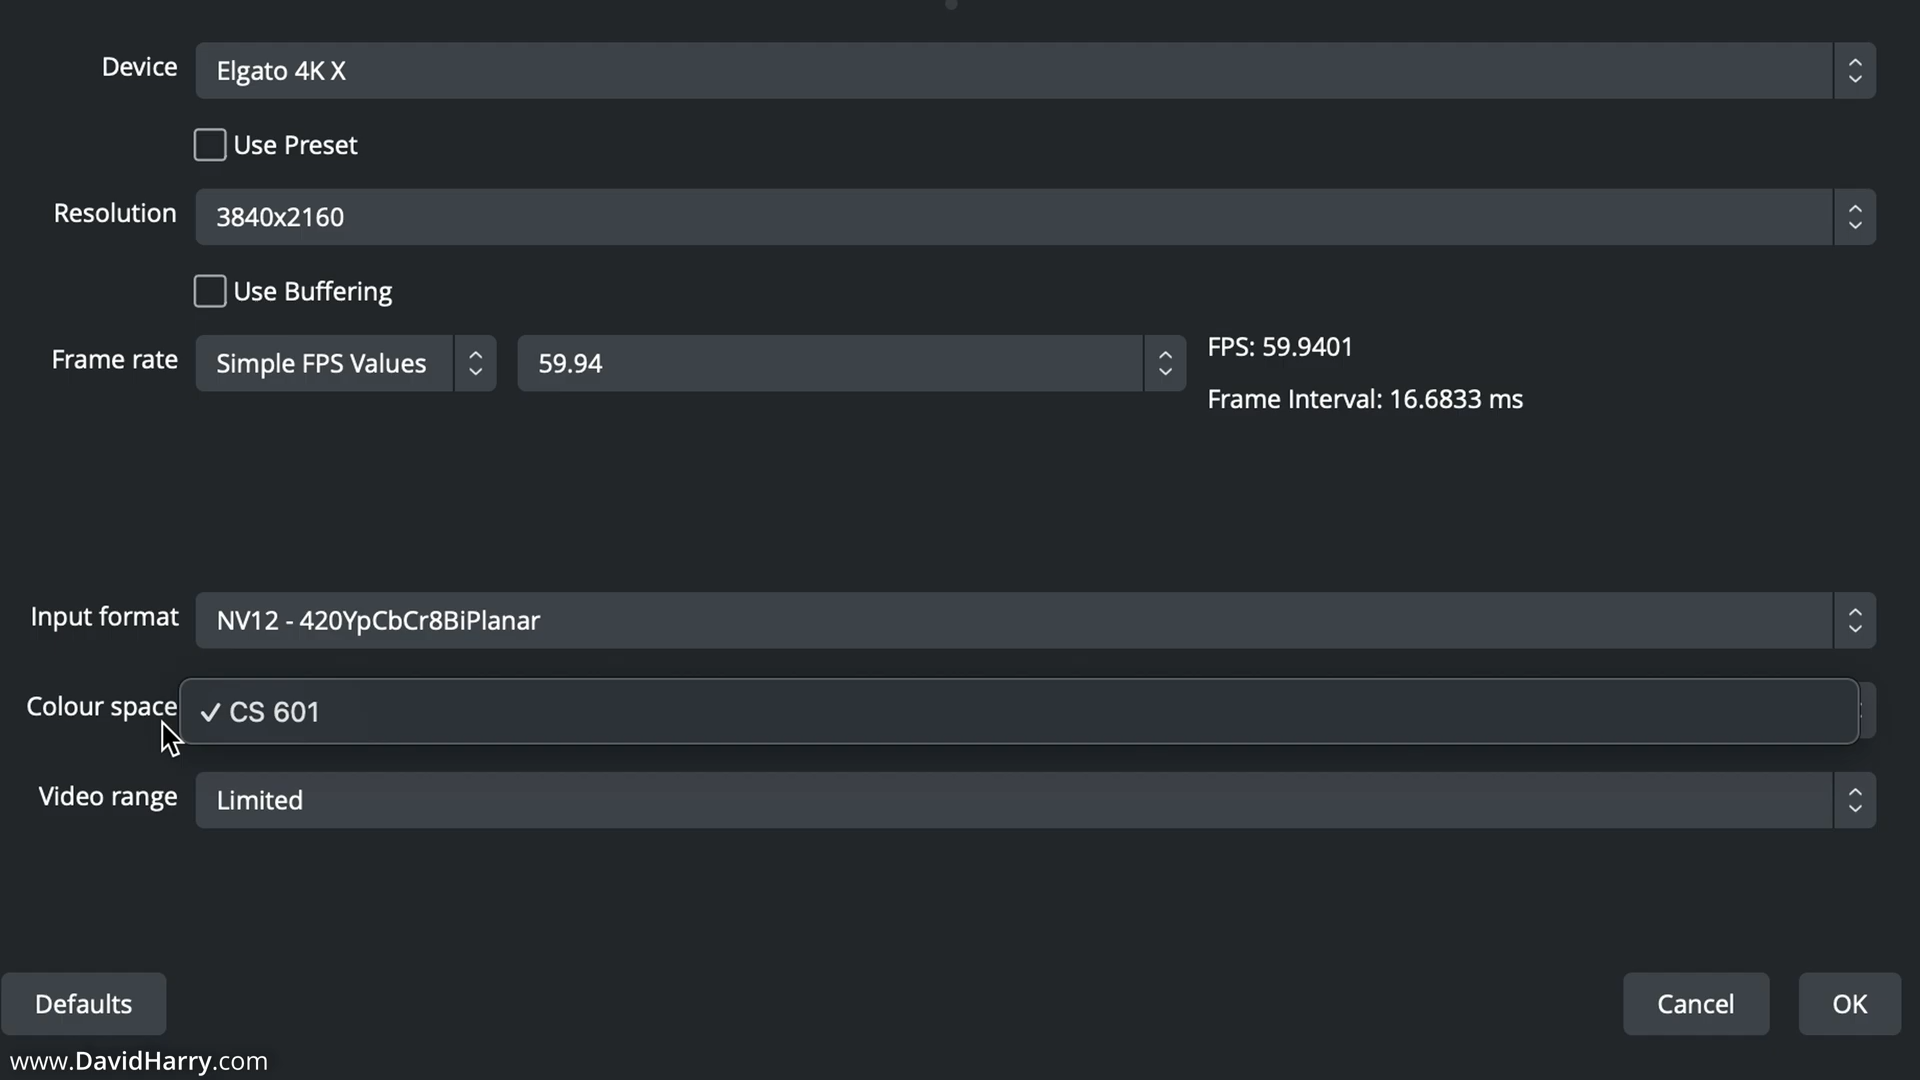 Device
Elgato 4K X
Use Preset
Resolution
3840x2160
Use Buffering
Frame rate
Simple FPS Values
59.94
FPS: 59.9401
Frame Interval: 16.6833 ms
Input format
NV12 - 420YpCbCr8BiPlanar
Colour space
✓ CS 601
Video range
Limited
Defaults
Cancel
OK
www.DavidHarry.com